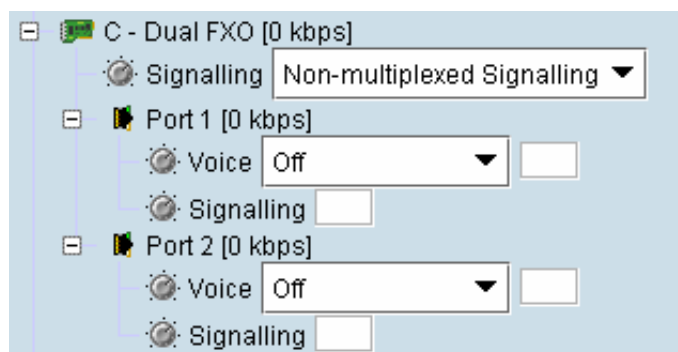 C - Dual FXO [0 kbps]
Signalling Non-multiplexed Signalling
Port 1 [0 kbps]
Voice Off
Signalling
Port 2 [0 kbps]
Voice Off
Signalling